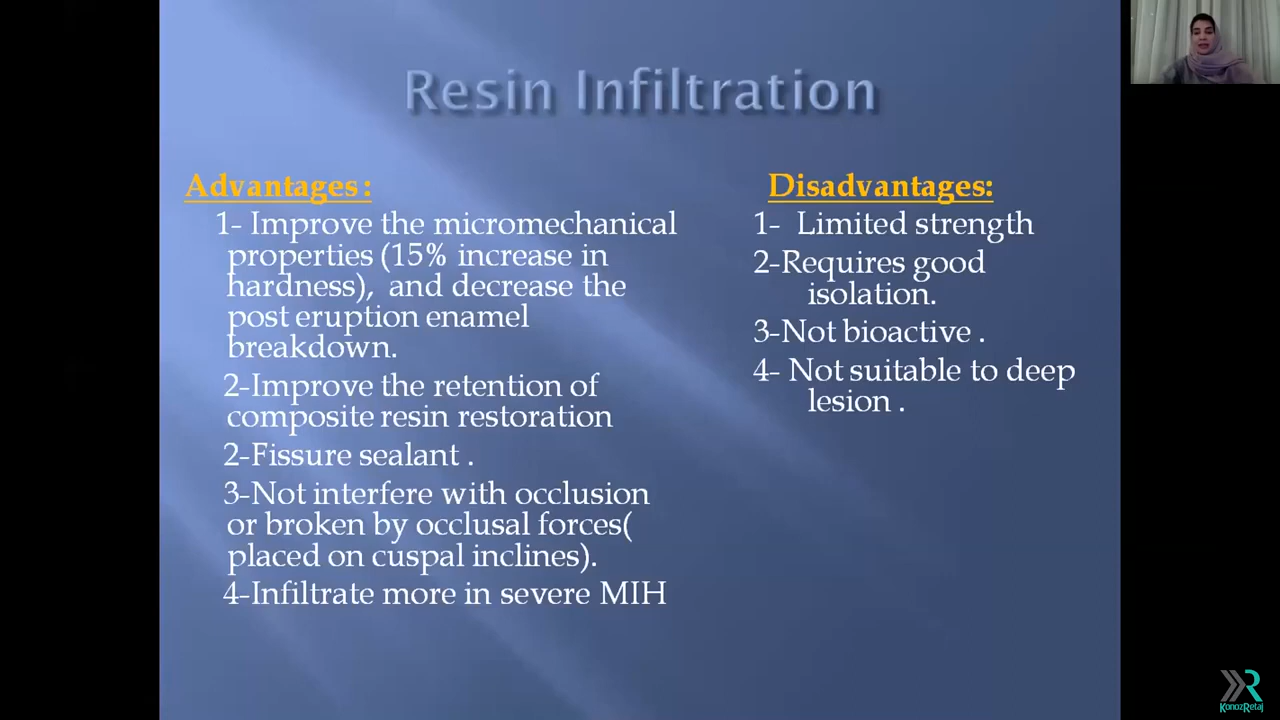 Resin Infiltration
Advantages :
1- Improve the micromechanical
properties (15% increase in
hardness), and decrease the
post eruption enamel
breakdown.
2-Improve the retention of
composite resin restoration
2-Fissure sealant .
3-Not interfere with occlusion
or broken by occlusal forces(
placed on cuspal inclines).
4-Infiltrate more in severe MIH
Disadvantages:
1- Limited strength
2-Requires good
isolation.
3-Not bioactive .
4- Not suitable to deep
lesion .
KonozRetaj